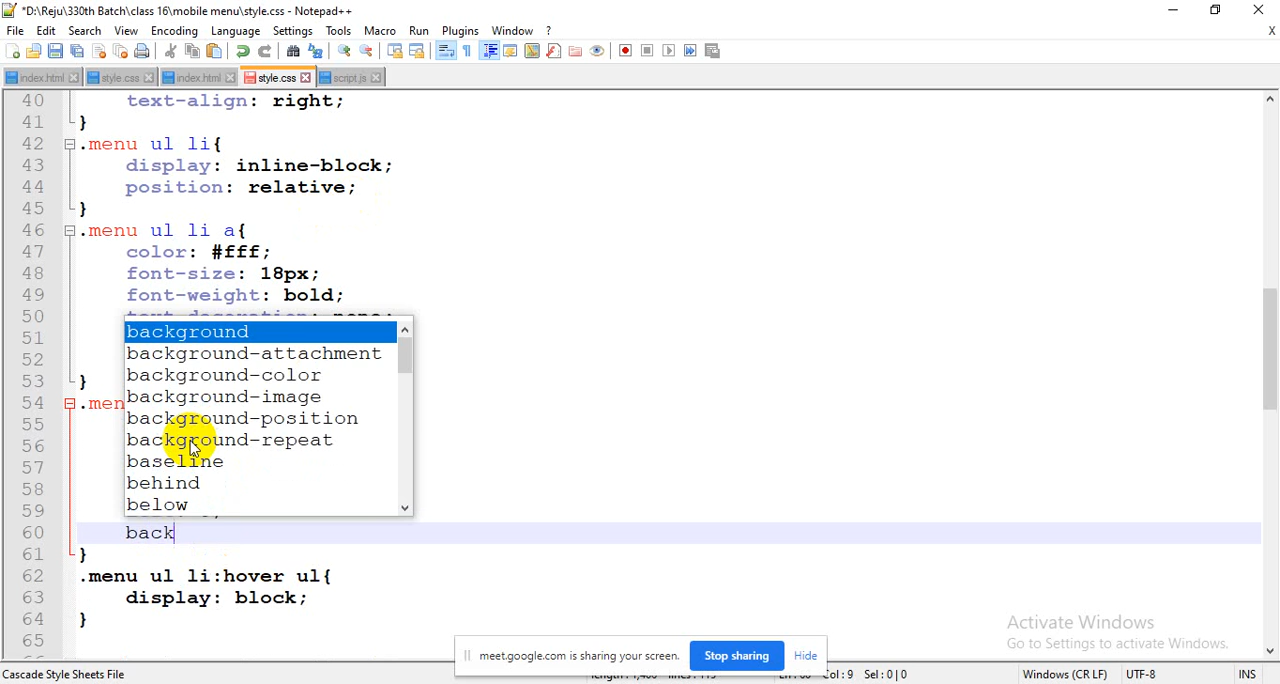 *D:\Reju\330th Batch\class 16\mobile menu\style.css - Notepad++
File Edit Search View Encoding Language Settings Tools Macro Run Plugins Window ? X
index.html style.css index.html style.css script.js
40 text-align: right;
41 }
42 .menu ul li{
43 display: inline-block;
44 position: relative;
45 }
46 .menu ul li a{
47 color: #fff;
48 font-size: 18px;
49 font-weight: bold;
50
51 background
52 background-attachment
53 } background-color
54 .men background-image
55 background-position
56 background-repeat
57 baseline
58 behind
59 below
60 back
61 }
62 .menu ul li:hover ul{
63 display: block;
64 }
65
Activate Windows
Go to Settings to activate Windows.
meet.google.com is sharing your screen. Stop sharing Hide
Cascade Style Sheets File Col : 9 Sel : 0 | 0 Windows (CR LF) UTF-8 INS